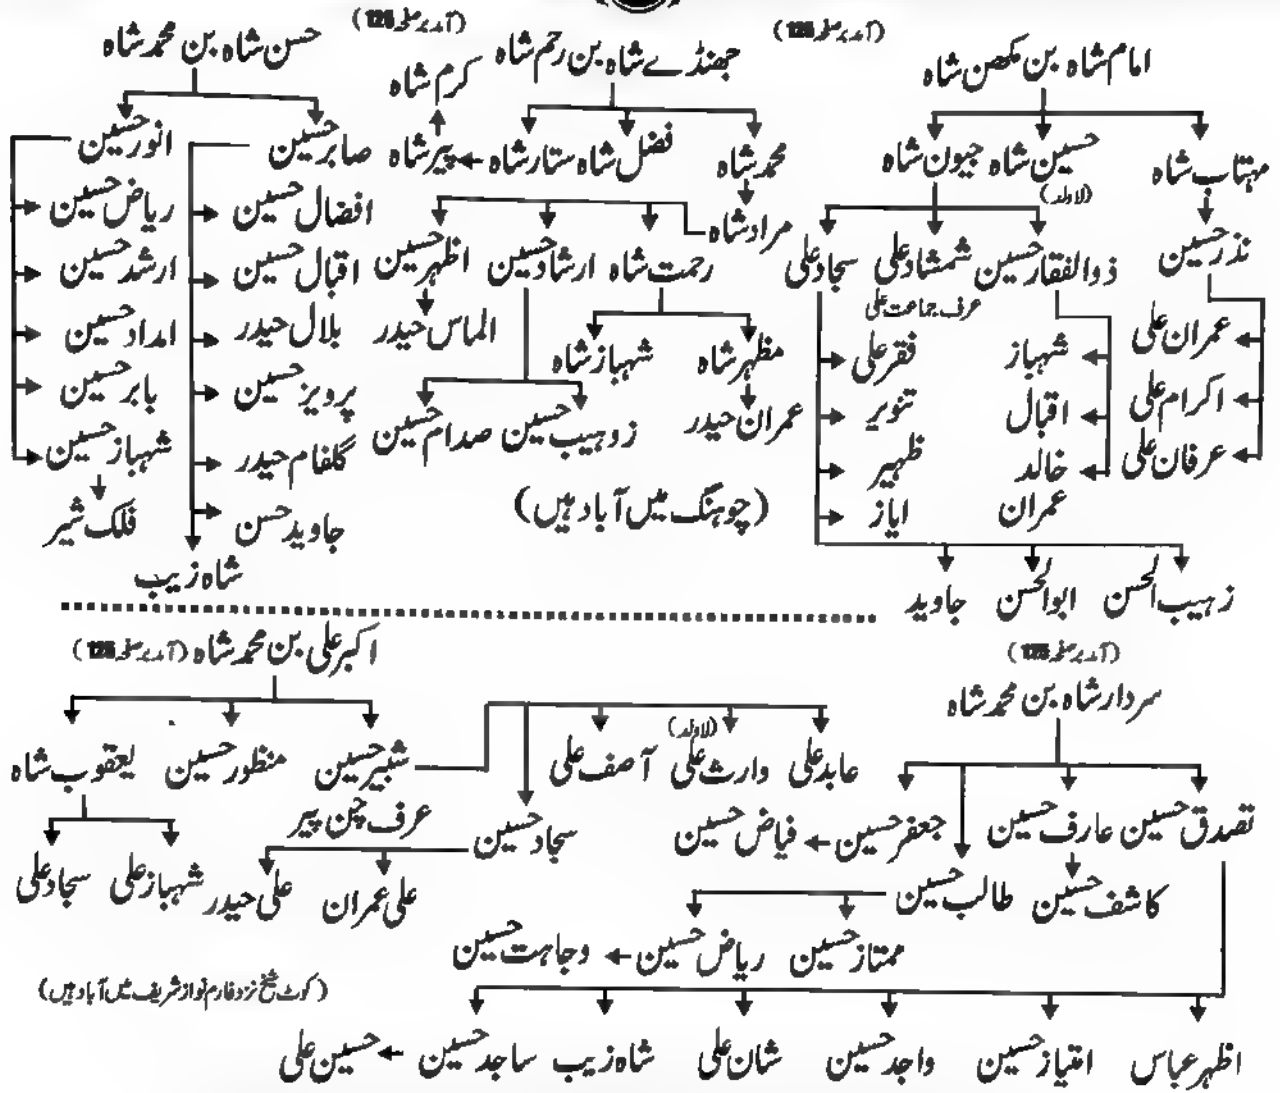 (آمدبر صفحہ 125)
(آمدبر صفحہ 125)
امام شاہ بن مکھن شاہ
جھنڈے شاہ بن رحم شاہ
کرم شاہ
حسن شاہ بن محمد شاہ
مہتاب شاہ
حسین شاہ
(لاولد)
جیون شاہ
محمد شاہ
فضل شاہ
ستار شاہ
پیر شاہ
صابر حسین
انور حسین
نذر حسین
ذوالفقار حسین
شمشاد علی
عرف جماعت علی
سجاد علی
مراد شاہ
رحمت شاہ
ارشاد حسین
اظہر حسین
افضال حسین
ریاض حسین
عمران علی
شہباز
فقر علی
مظہر شاہ
شہباز شاہ
الماس حیدر
اقبال حسین
ارشد حسین
اکرام علی
اقبال
تنویر
عمران حیدر
زوہیب حسین
صدام حسین
بلال حیدر
امداد حسین
عرفان علی
خالد
ظہیر
پرویز حسین
بابر حسین
عمران
ایاز
(چوہنگ میں آباد ہیں)
گلفام حیدر
شہباز حسین
جاوید حسن
فلک شیر
زہیب الحسن
ابوالحسن
جاوید
شاہ زیب
(آمدبر صفحہ 125)
سردار شاہ بن محمد شاہ
اکبر علی بن محمد شاہ (آمدبر صفحہ 125)
عابد علی
(لاولد)
وارث علی
آصف علی
شبیر حسین
عرف چن پیر
منظور حسین
یعقوب شاہ
تصدق حسین
عارف حسین
جعفر حسین
فیاض حسین
سجاد حسین
کاشف حسین
طالب حسین
علی عمران
علی حیدر
شہباز علی
سجاد علی
ممتاز حسین
ریاض حسین
وجاہت حسین
(کوٹ شیخ نزد فارم نواز شریف میں آباد ہیں)
اظہر عباس
امتیاز حسین
واجد حسین
شان علی
شاہ زیب
ساجد حسین
حسین علی